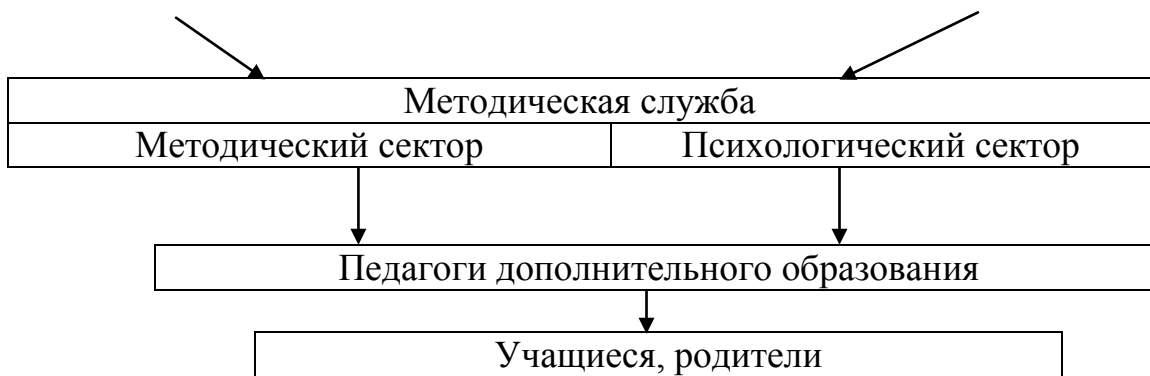 Методическая служба
Методический сектор Психологический сектор
Педагоги дополнительного образования
Учащиеся, родители